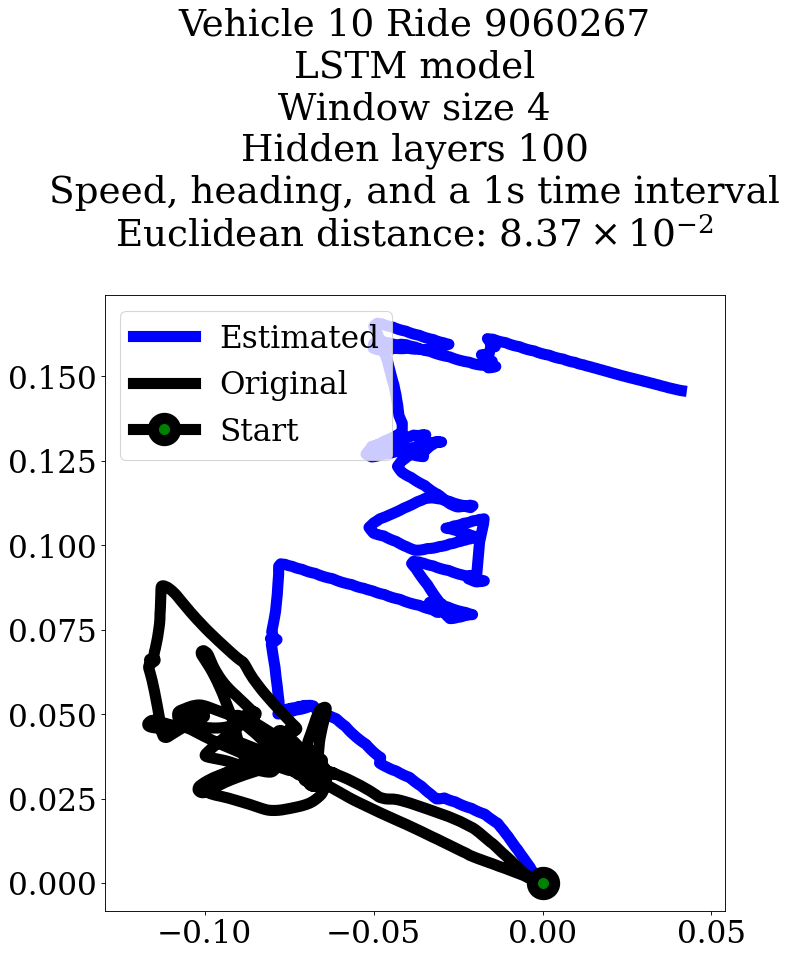 Vehicle 10 Ride 9060267
LSTM model
Window size 4
Hidden layers 100
Speed, heading, and a 1s time interval
Euclidean distance: 8.37 × 10⁻²
Estimated
Original
Start
0.150
0.125
0.100
0.075
0.050
0.025
0.000
−0.10 −0.05 0.00 0.05